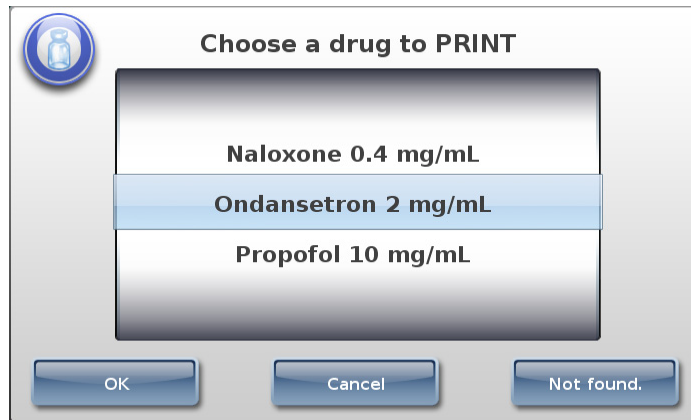 Choose a drug to PRINT
Naloxone 0.4 mg/mL
Ondansetron 2 mg/mL
Propofol 10 mg/mL
OK
Cancel
Not found.